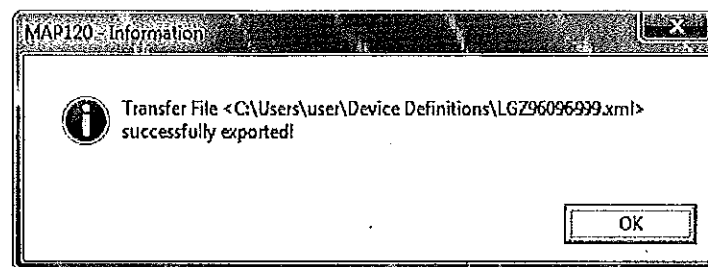 MAP120 - Information
Transfer File <C:\Users\user\Device Definitions\LGZ96096999.xml>
successfully exported!
OK